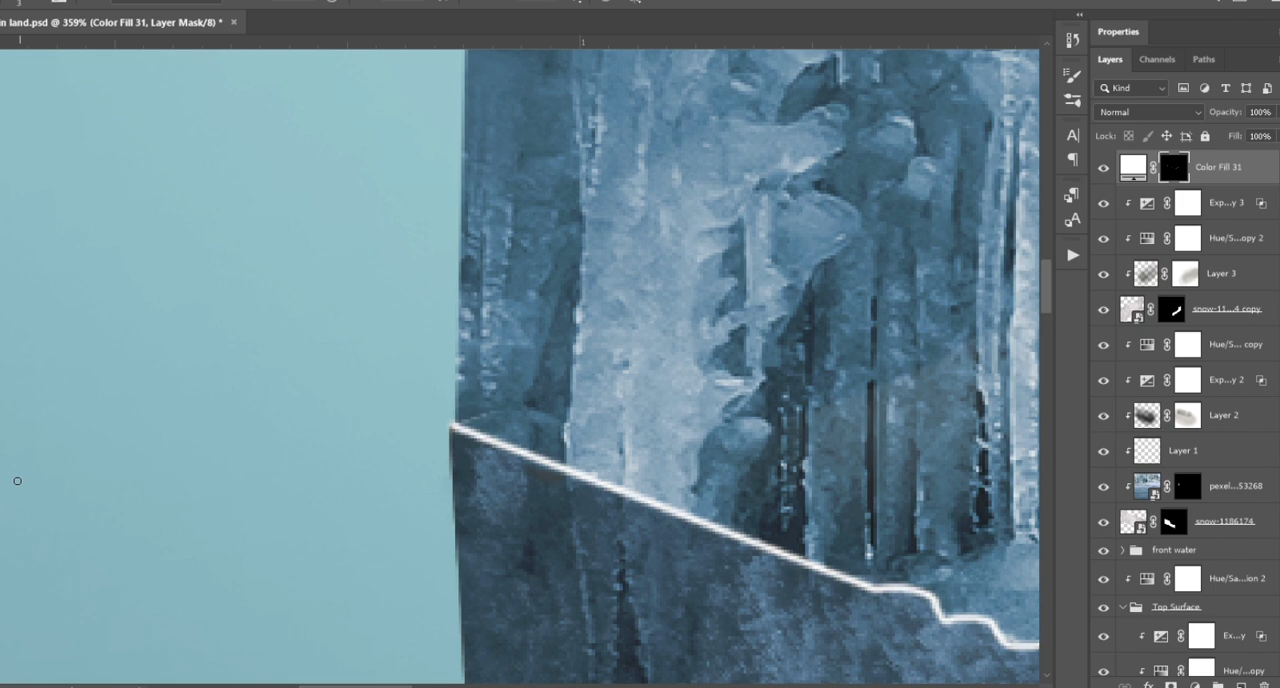 in land.psd @ 359% (Color Fill 31, Layer Mask/8) * ×
1
Properties
Layers Channels Paths
Kind
Normal Opacity: 100%
Lock: Fill: 100%
Color Fill 31
Exp...y 3
Hue/S...opy 2
Layer 3
snow-11...4 copy
Hue/S... copy
Exp...y 2
Layer 2
Layer 1
pexel...53268
snow-1186174
front water
Hue/Sa...ion 2
Top Surface
Ex...y
Hue/...opy